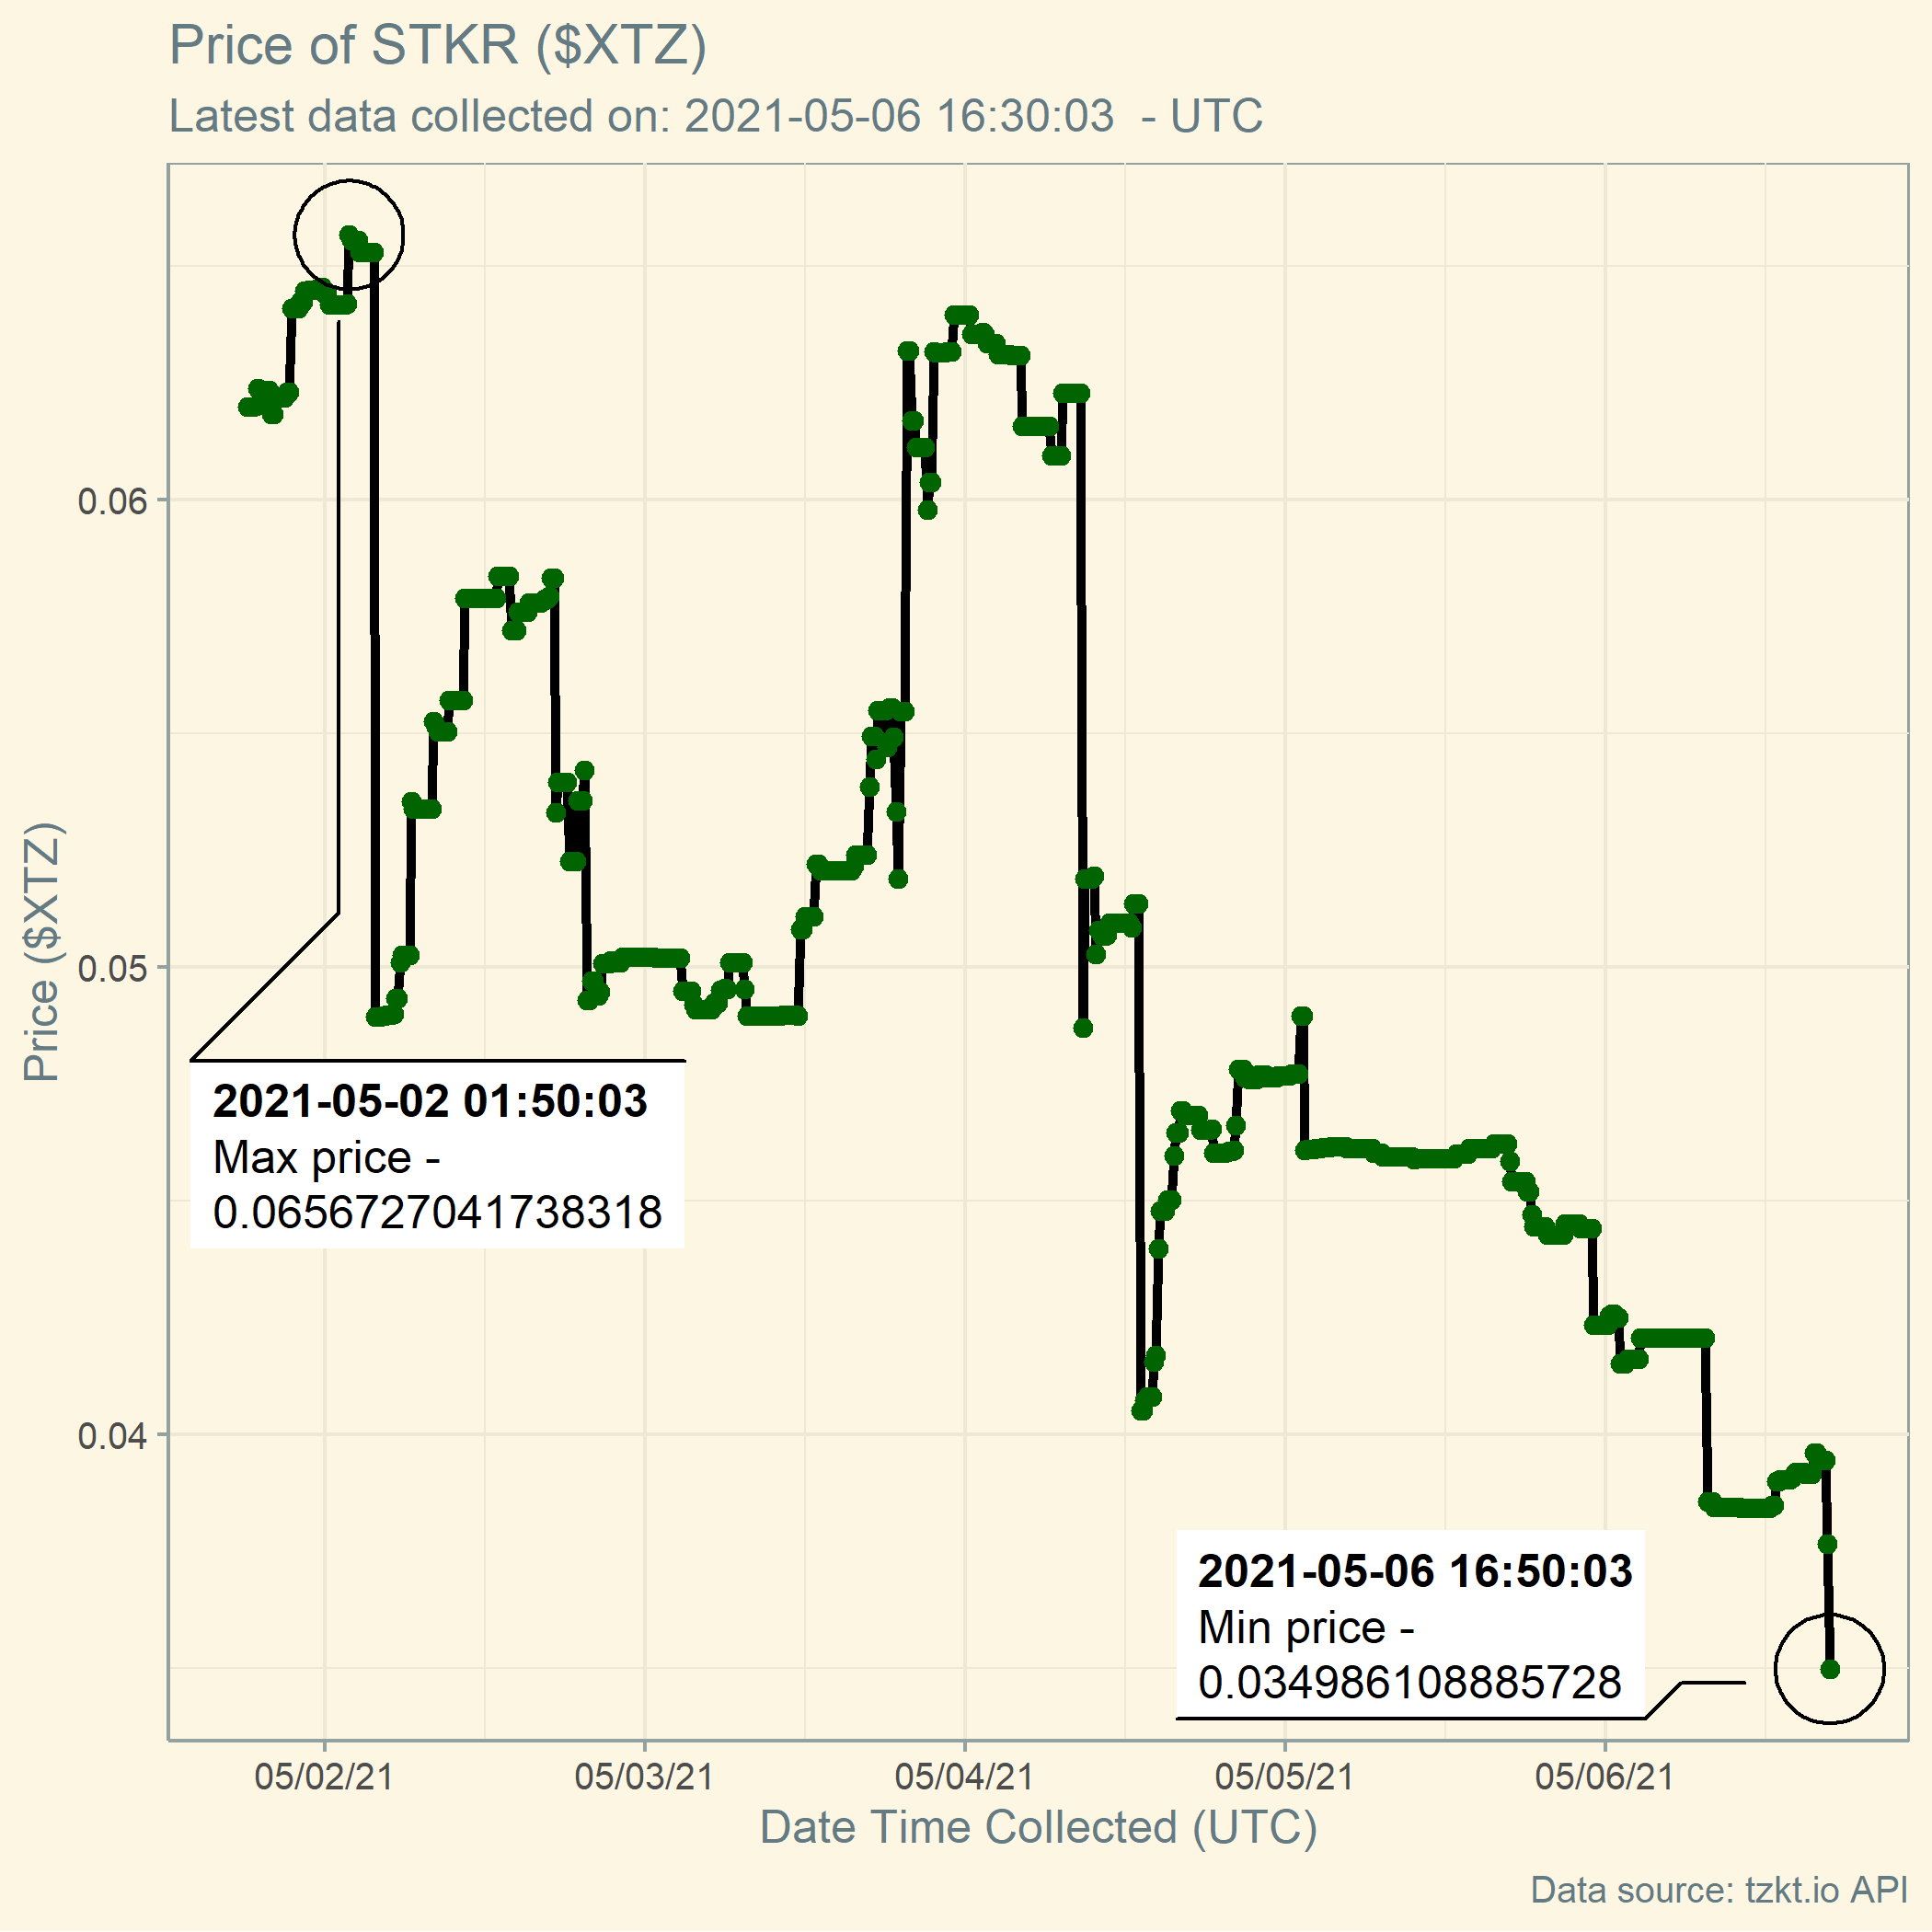 Price of STKR ($XTZ)
Latest data collected on: 2021-05-06 16:30:03  - UTC
0.06
0.05
0.04
Price ($XTZ)
2021-05-02 01:50:03
Max price -
0.0656727041738318
2021-05-06 16:50:03
Min price -
0.034986108885728
05/02/21
05/03/21
05/04/21
05/05/21
05/06/21
Date Time Collected (UTC)
Data source: tzkt.io API